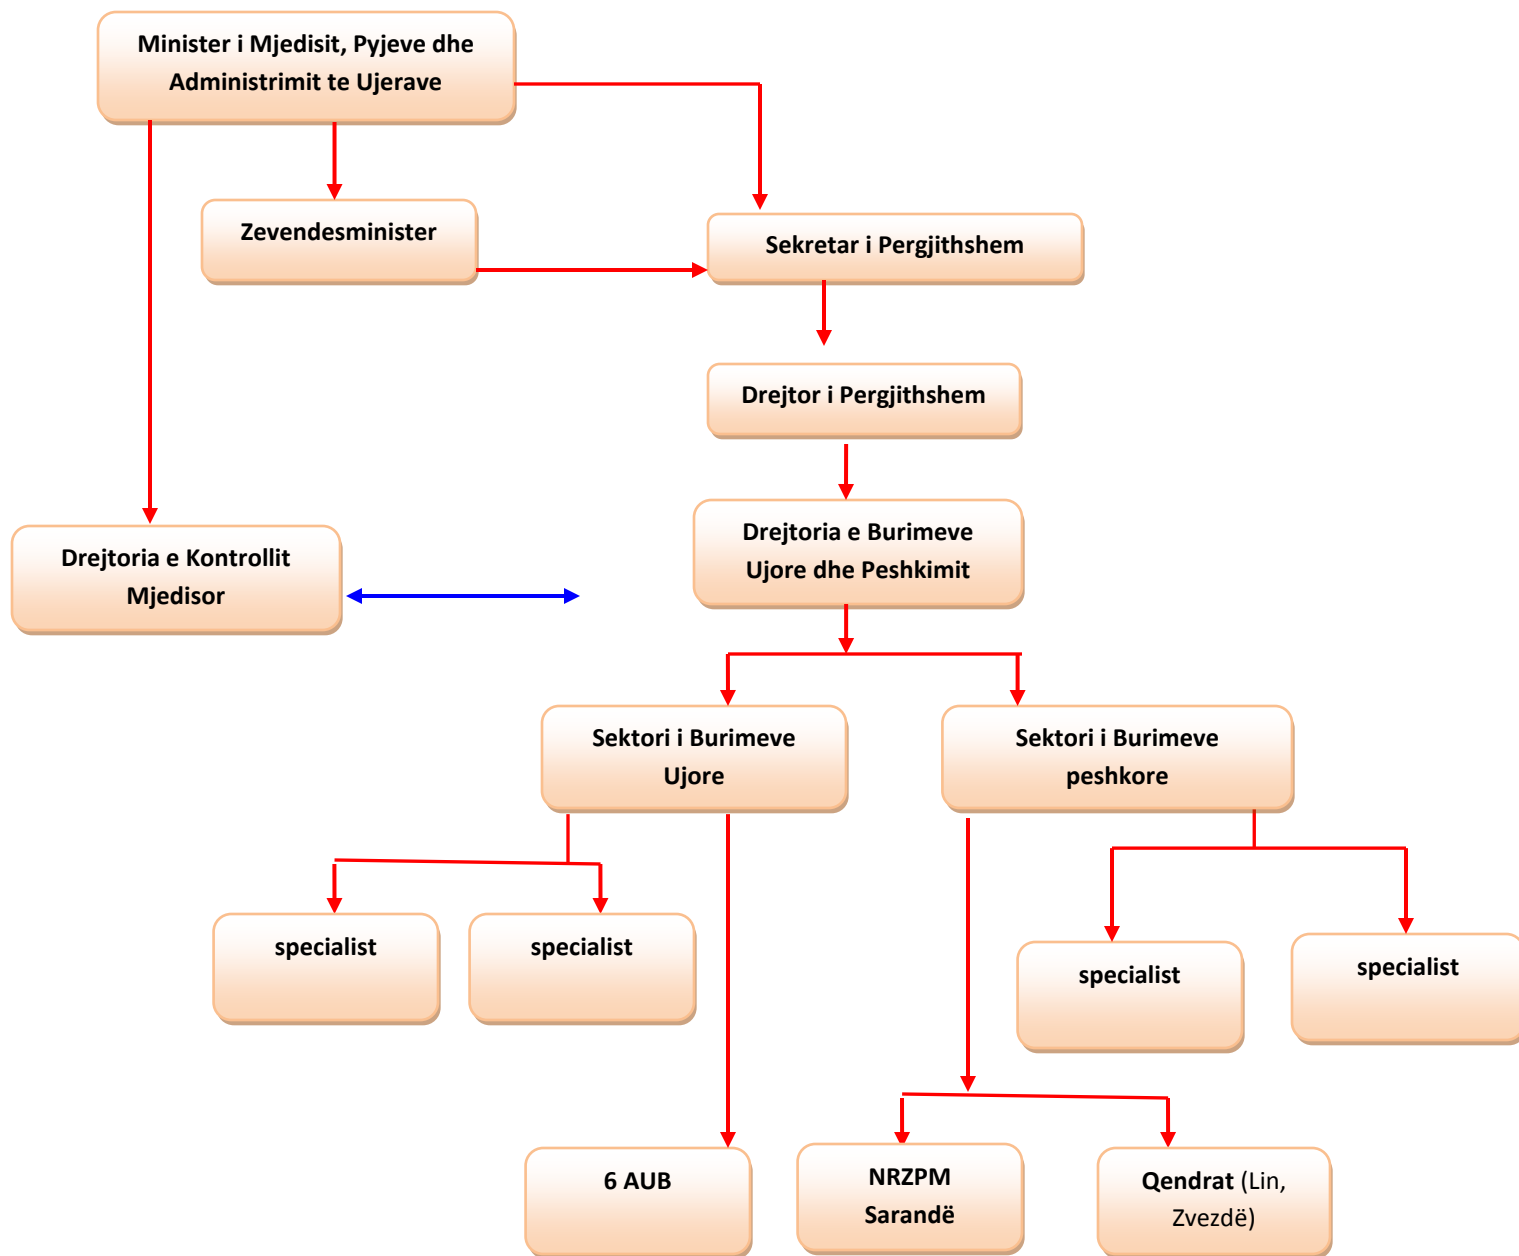 Minister i Mjedisit, Pyjeve dhe
Administrimit te Ujerave
Zevendesminister
Sekretar i Pergjithshem
Drejtor i Pergjithshem
Drejtoria e Kontrollit
Mjedisor
Drejtoria e Burimeve
Ujore dhe Peshkimit
Sektori i Burimeve
Ujore
Sektori i Burimeve
peshkore
specialist
specialist
specialist
specialist
6 AUB
NRZPM
Sarandë
Qendrat (Lin,
Zvezdë)